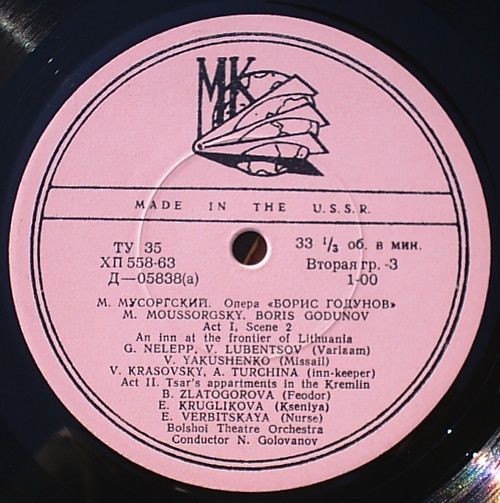 МК
MADE IN THE U.S.S.R.
ТУ 35
ХП 558-63
Д—05838(а)
33 1/3 об. в мин.
Вторая гр. -3
1-00
М. МУСОРГСКИЙ. Опера «БОРИС ГОДУНОВ»
M. MOUSSORGSKY. BORIS GODUNOV
Act I, Scene 2
An inn at the frontier of Lithuania
G. NELEPP, V. LUBENTSOV (Varlaam)
V. YAKUSHENKO (Missail)
V. KRASOVSKY, A. TURCHINA (inn-keeper)
Act II. Tsar's appartments in the Kremlin
B. ZLATOGOROVA (Feodor)
E. KRUGLIKOVA (Kseniya)
E. VERBITSKAYA (Nurse)
Bolshoi Theatre Orchestra
Conductor N. Golovanov